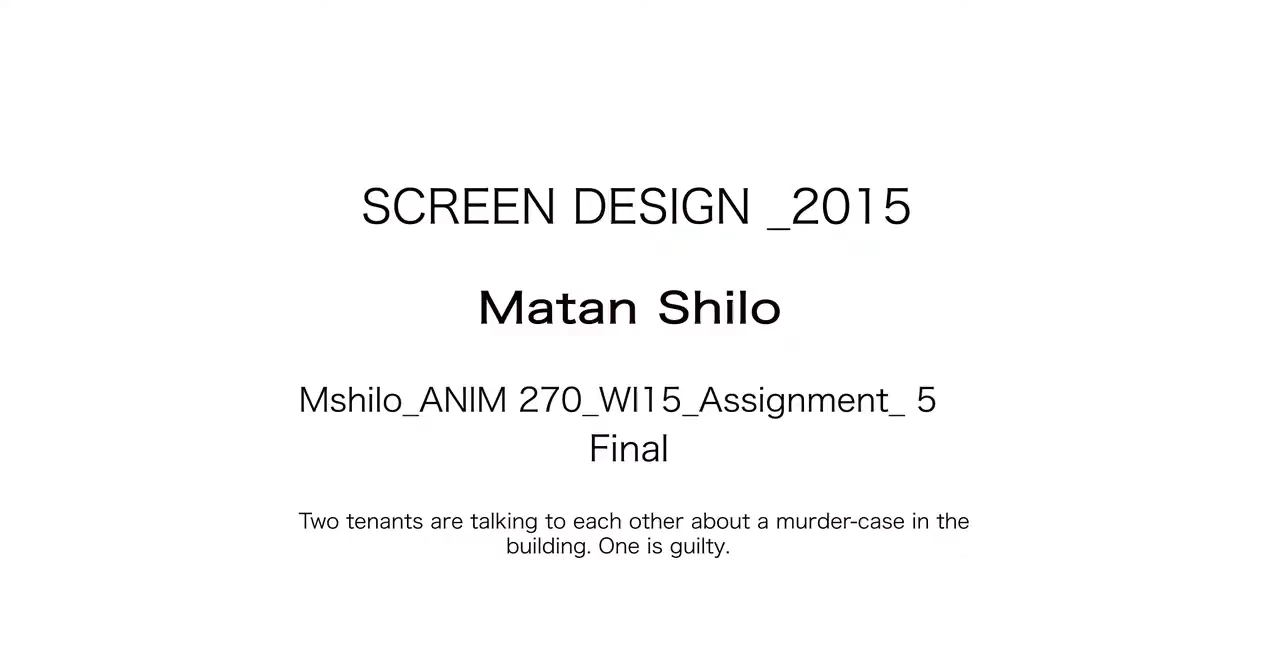 SCREEN DESIGN _2015
Matan Shilo
Mshilo_ANIM 270_WI15_Assignment_ 5
Final
Two tenants are talking to each other about a murder-case in the
building. One is guilty.